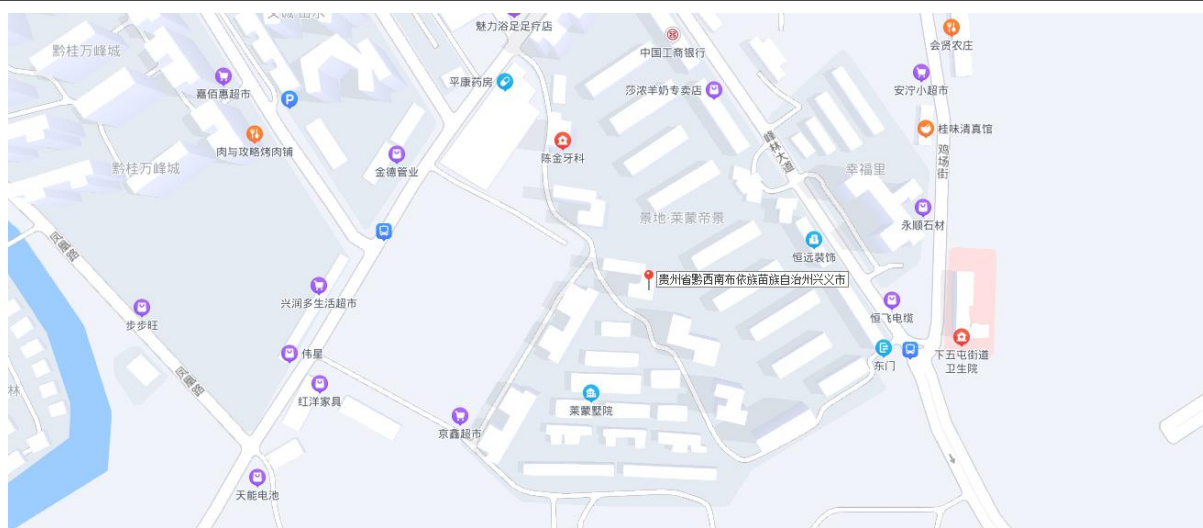 魅力浴足足疗店
会贤农庄
黔桂万峰城
中国工商银行
平康药房
莎浓羊奶专卖店
安泞小超市
嘉佰惠超市
P
桂味清真馆
肉与攻略烤肉铺
陈金牙科
峰林大道
鸡场街
黔桂万峰城
金德管业
幸福里
景地·莱蒙帝景
永顺石材
凤凰路
恒远装饰
贵州省黔西南布依族苗族自治州兴义市
兴润多生活超市
恒飞电缆
步步旺
伟星
东门
下五屯街道
卫生院
凤凰路
林
红洋家具
莱蒙墅院
京鑫超市
天能电池